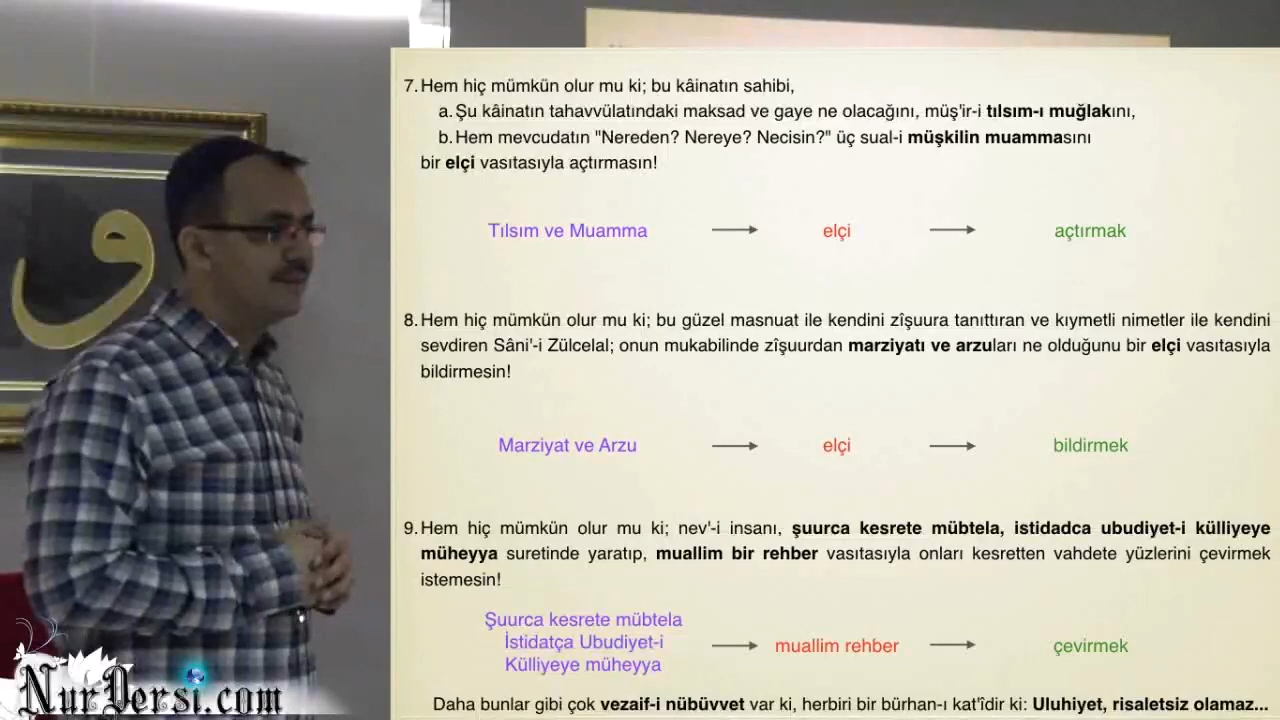 7. Hem hiç mümkün olur mu ki; bu kâinatın sahibi,
a. Şu kâinatın tahavvülatındaki maksad ve gaye ne olacağını, müş'ir-i tılsım-ı muğlakını,
b. Hem mevcudatın "Nereden? Nereye? Necisin?" üç sual-i müşkilin muammasını
bir elçi vasıtasıyla açtırmasın!
Tılsım ve Muamma → elçi → açtırmak
8. Hem hiç mümkün olur mu ki; bu güzel masnuat ile kendini zîşuura tanıttıran ve kıymetli nimetler ile kendini
sevdiren Sâni'-i Zülcelal; onun mukabilinde zîşuurdan marziyatı ve arzuları ne olduğunu bir elçi vasıtasıyla
bildirmesin!
Marziyat ve Arzu → elçi → bildirmek
9. Hem hiç mümkün olur mu ki; nev'-i insanı, şuurca kesrete mübtela, istidadca ubudiyet-i külliyeye
müheyya suretinde yaratıp, muallim bir rehber vasıtasıyla onları kesretten vahdete yüzlerini çevirmek
istemesin!
Şuurca kesrete mübtela
İstidatça Ubudiyet-i
Külliyeye müheyya → muallim rehber → çevirmek
Daha bunlar gibi çok vezaif-i nübüvvet var ki, herbiri bir bürhan-ı kat'îdir ki: Uluhiyet, risaletsiz olamaz...
و
NurDersi.com